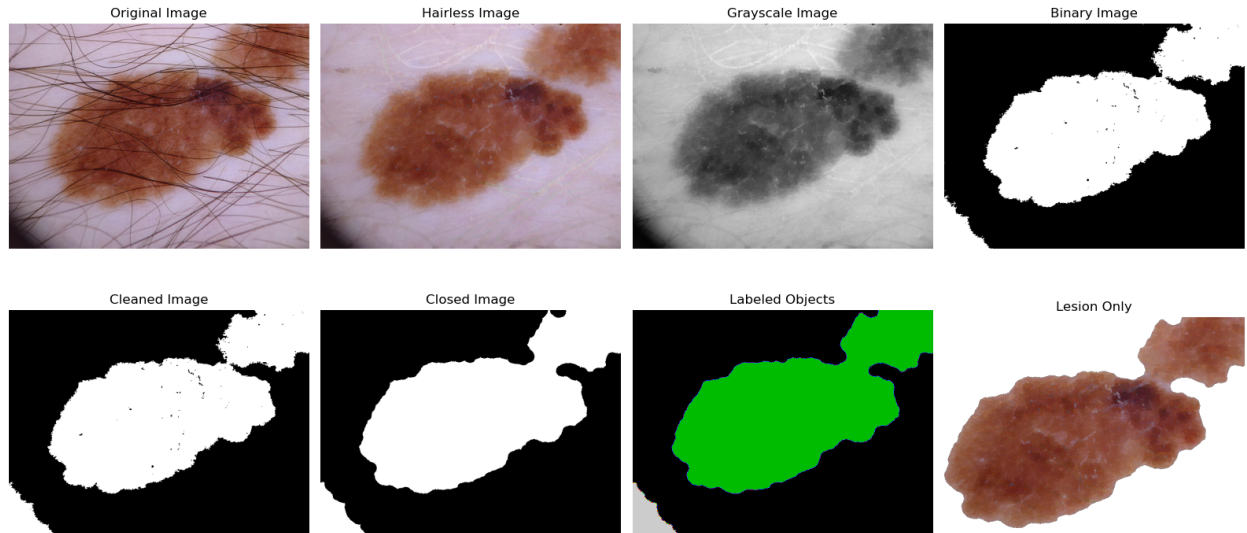 Original Image
Hairless Image
Grayscale Image
Binary Image
Cleaned Image
Closed Image
Labeled Objects
Lesion Only